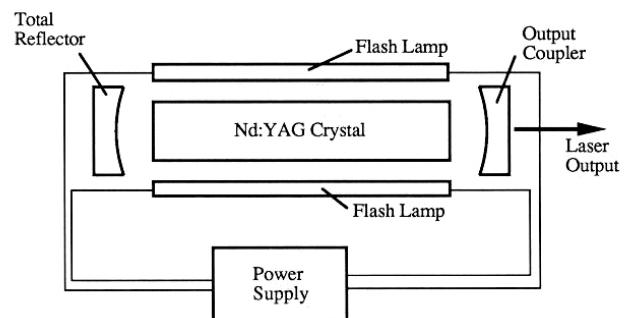 Total
Reflector
Flash Lamp
Output
Coupler
Nd:YAG Crystal
Laser
Output
Flash Lamp
Power
Supply